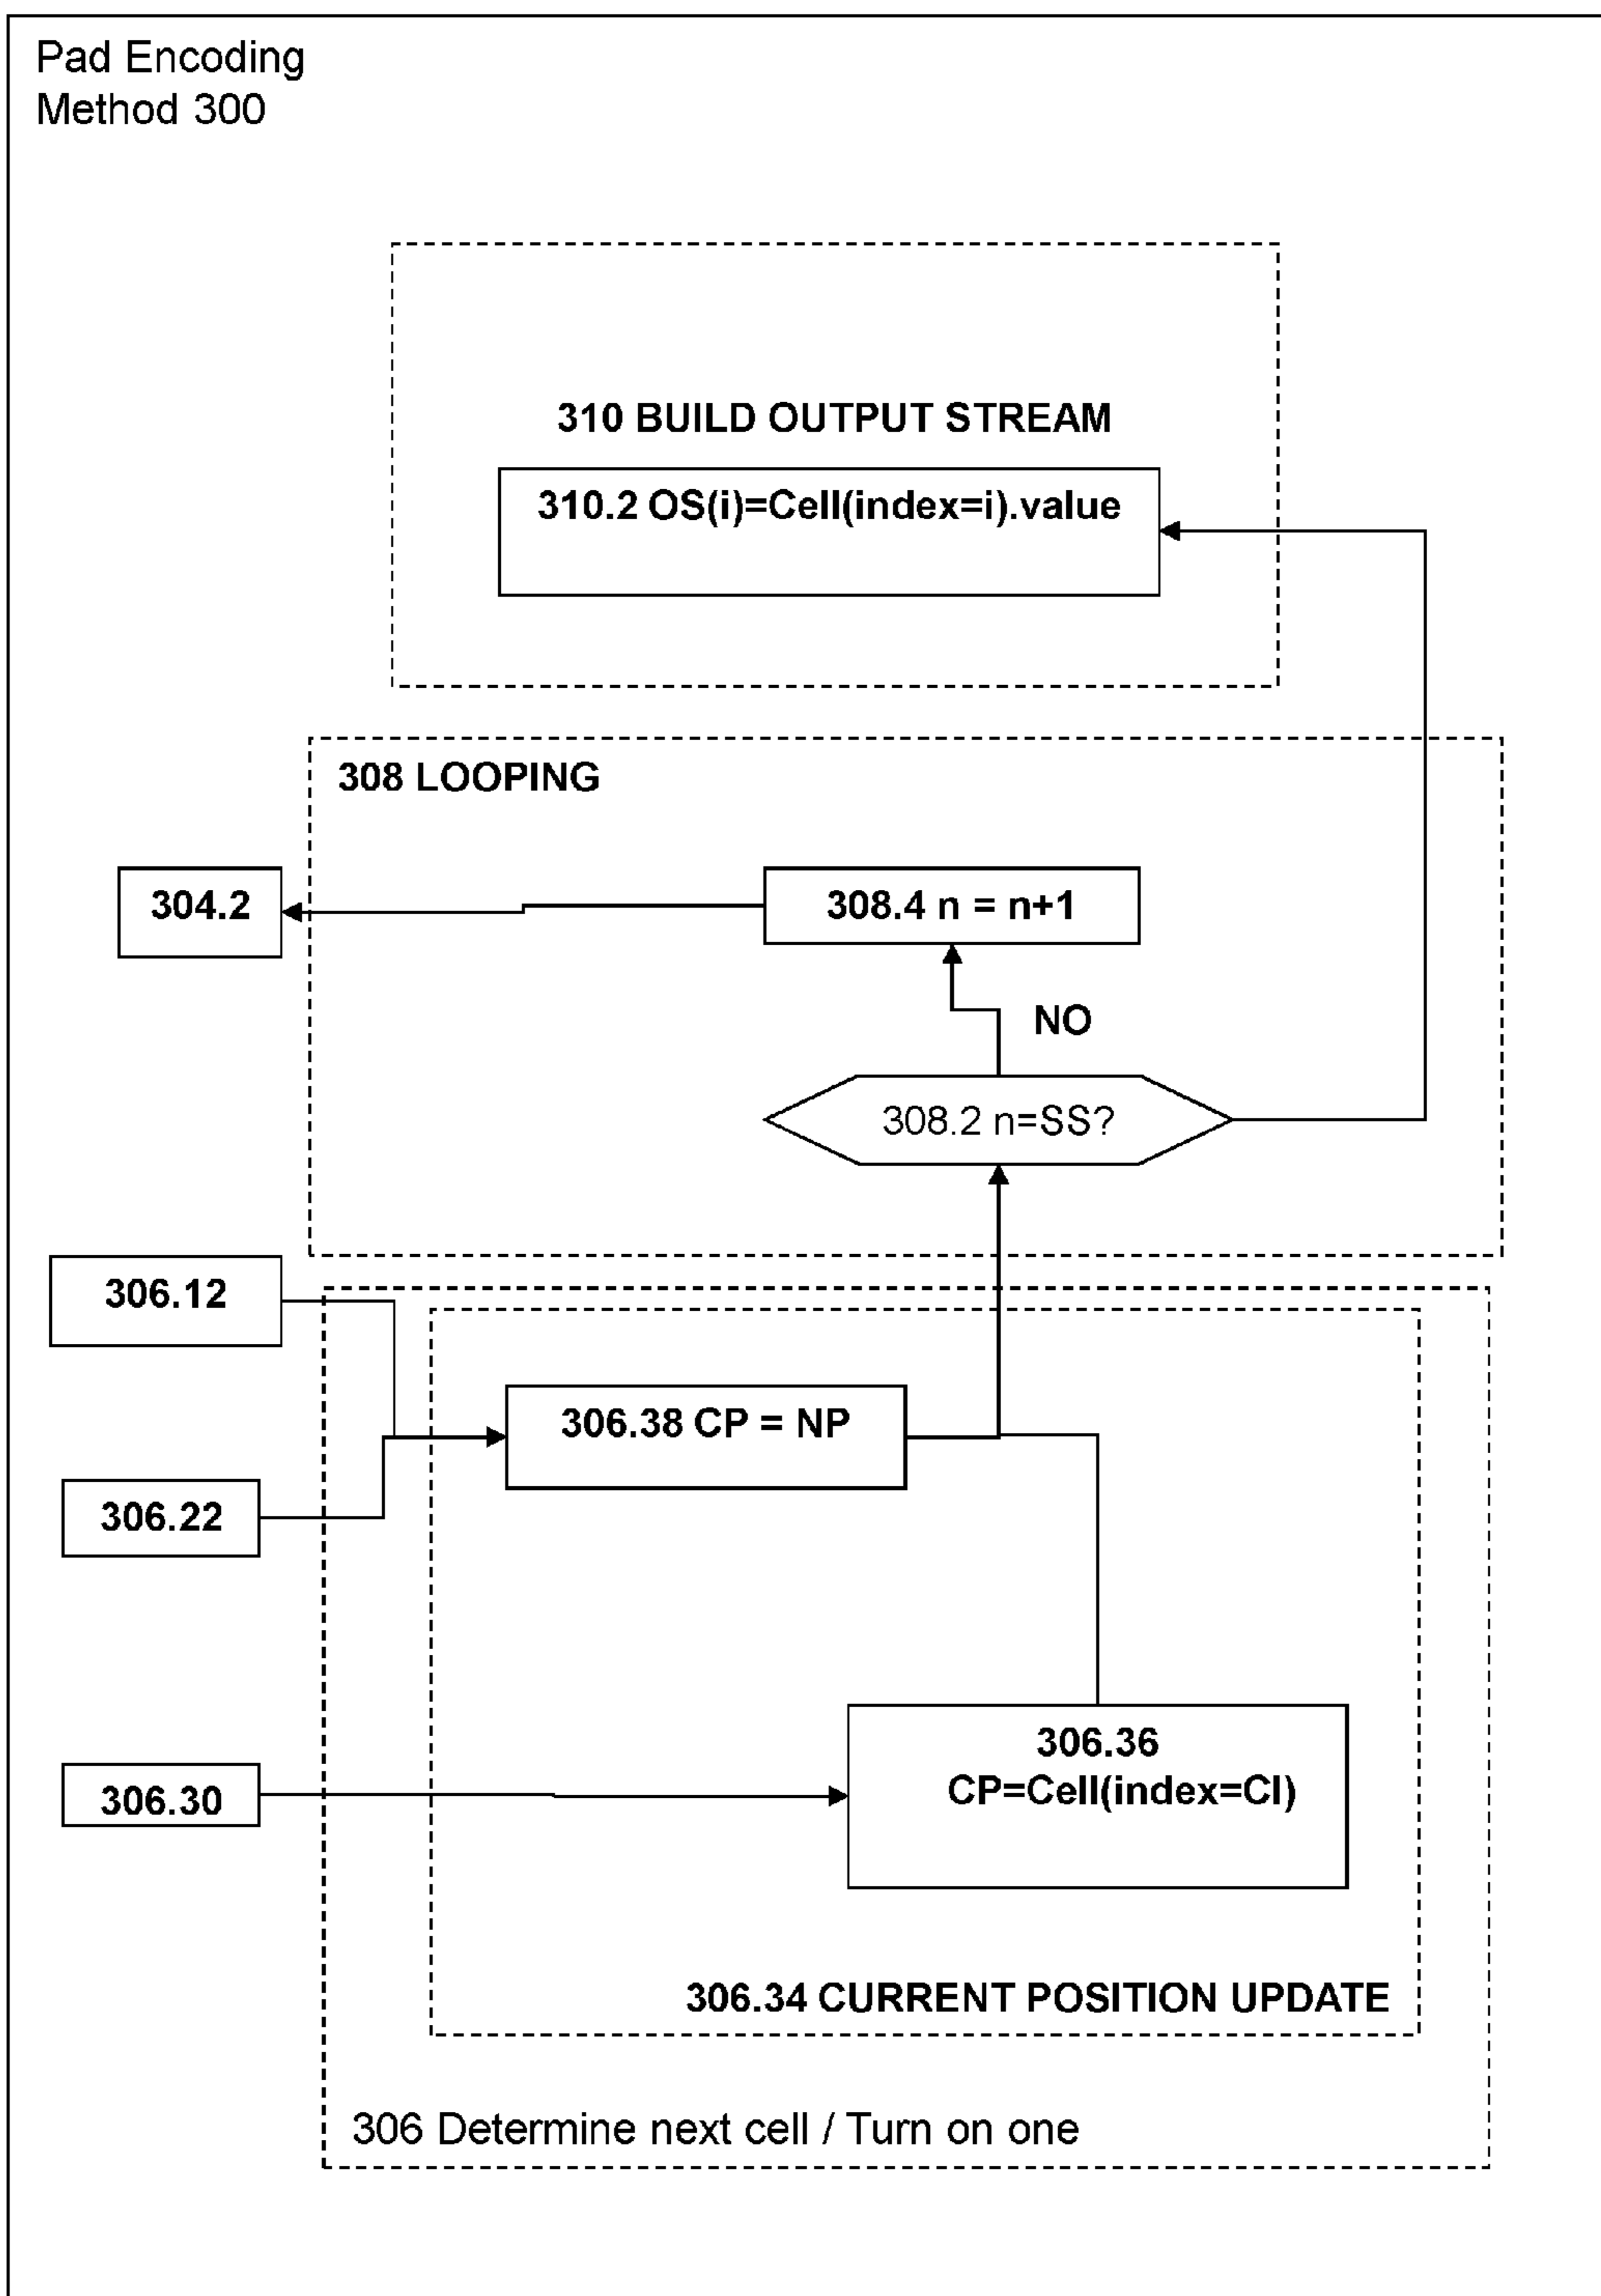 Pad Encoding
Method 300
310 BUILD OUTPUT STREAM
310.2 OS(i)=Cell(index=i).value
308 LOOPING
304.2
308.4 n = n+1
NO
308.2 n=SS?
306.12
306.38 CP = NP
306.22
306.36
CP=Cell(index=CI)
306.30
306.34 CURRENT POSITION UPDATE
306 Determine next cell / Turn on one